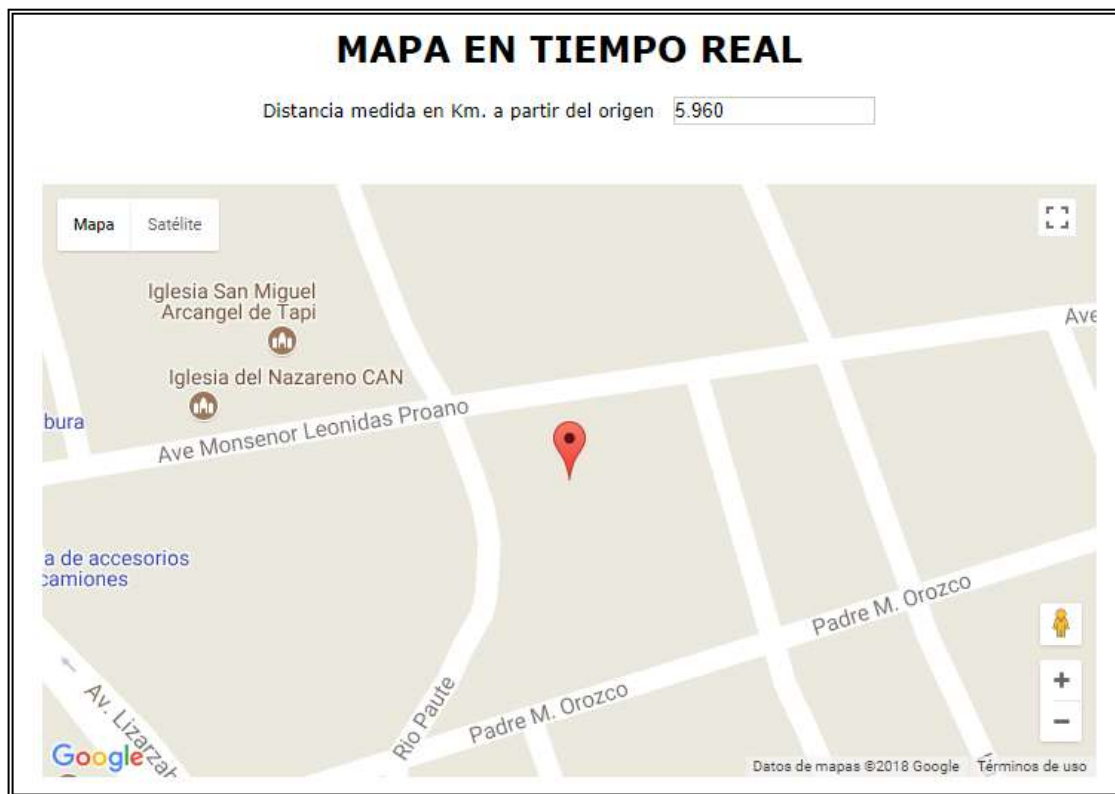 MAPA EN TIEMPO REAL
Distancia medida en Km. a partir del origen 5.960
Mapa Satélite
Iglesia San Miguel
Arcangel de Tapi
Iglesia del Nazareno CAN
Ave
bura
Ave Monsenor Leonidas Proano
a de accesorios
camiones
Padre M. Orozco
Av. Lizarzab
Rio Paute
Padre M. Orozco
Google
Datos de mapas ©2018 Google Términos de uso